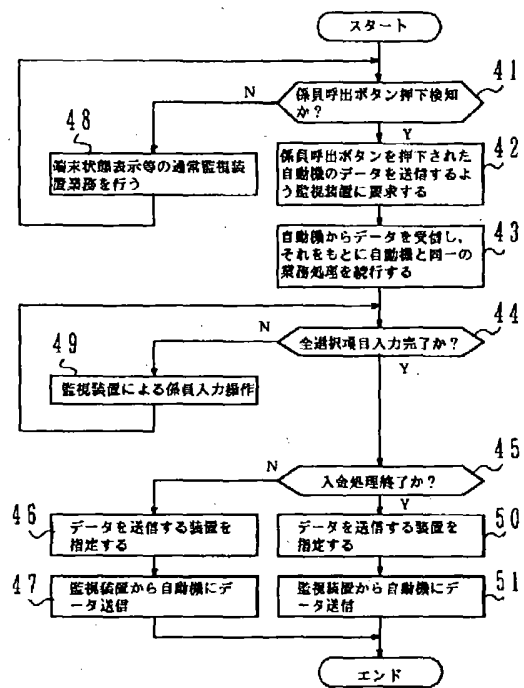 スタート
41
係員呼出ボタン押下検知
か?
N
Y
48
端末状態表示等の通常監視装
置業務を行う
42
係員呼出ボタンを押下された
自動機のデータを送信するよ
う監視装置に要求する
43
自動機からデータを受信し、
それをもとに自動機と同一の
業務処理を続行する
44
全選択項目入力完了か?
N
Y
49
監視装置による係員入力操作
45
入金処理終了か?
N
Y
46
データを送信する装置を
指定する
50
データを送信する装置を
指定する
47
監視装置から自動機にデ
ータ送信
51
監視装置から自動機にデ
ータ送信
エンド